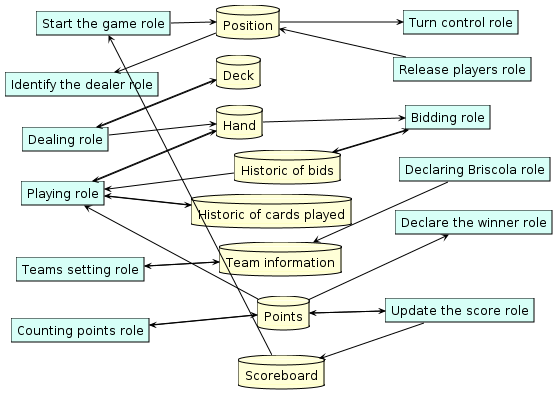 Start the game role
Position
Turn control role
Release players role
Identify the dealer role
Deck
Hand
Bidding role
Dealing role
Historic of bids
Declaring Briscola role
Playing role
Historic of cards played
Declare the winner role
Team information
Teams setting role
Points
Update the score role
Counting points role
Scoreboard